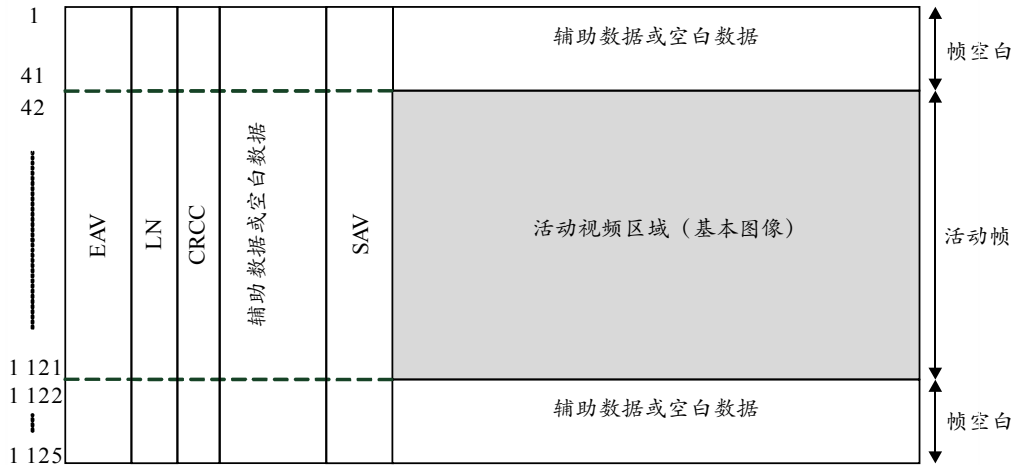 1
辅助数据或空白数据
帧空白
41
42
EAV
LN
CRCC
辅助数据或空白数据
SAV
活动视频区域（基本图像）
活动帧
1 121
1 122
辅助数据或空白数据
帧空白
1 125